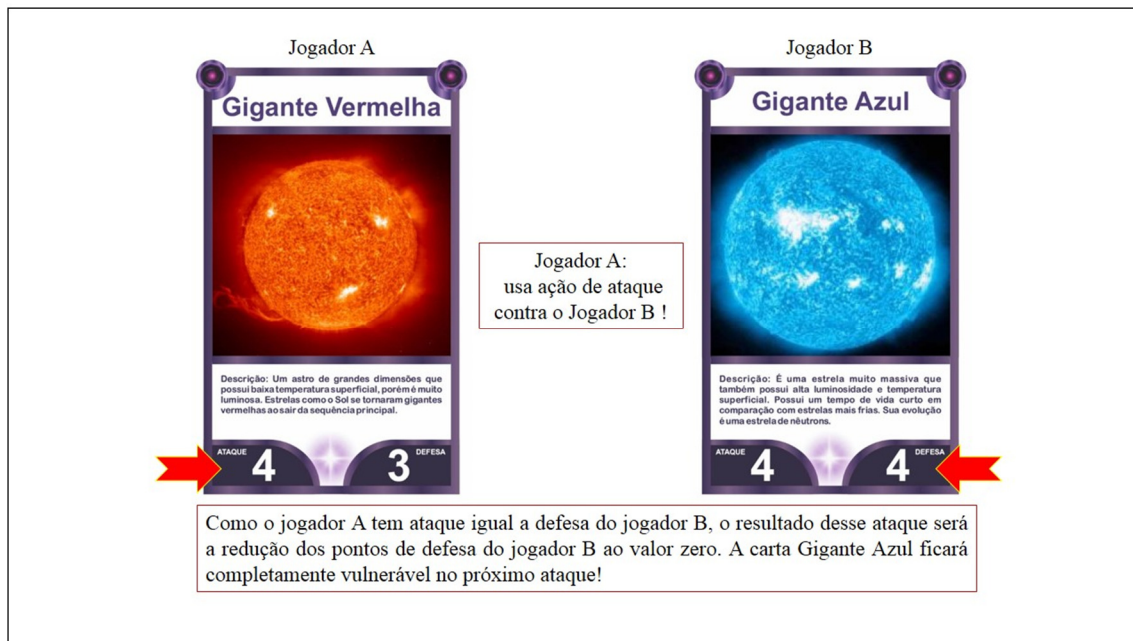 Jogador A
Jogador B
Gigante Vermelha
Gigante Azul
Jogador A:
usa ação de ataque
contra o Jogador B !
Descrição: Um astro de grandes dimensões que
possui baixa temperatura superficial, porém é muito
luminosa. Estrelas como o Sol se tornaram gigantes
vermelhas ao sair da sequência principal.
Descrição: É uma estrela muito massiva que
também possui alta luminosidade e temperatura
superficial. Possui um tempo de vida curto em
comparação com estrelas mais frias. Sua evolução
é uma estrela de nêutrons.
ATAQUE 4 3 DEFESA
ATAQUE 4 4 DEFESA
Como o jogador A tem ataque igual a defesa do jogador B, o resultado desse ataque será
a redução dos pontos de defesa do jogador B ao valor zero. A carta Gigante Azul ficará
completamente vulnerável no próximo ataque!